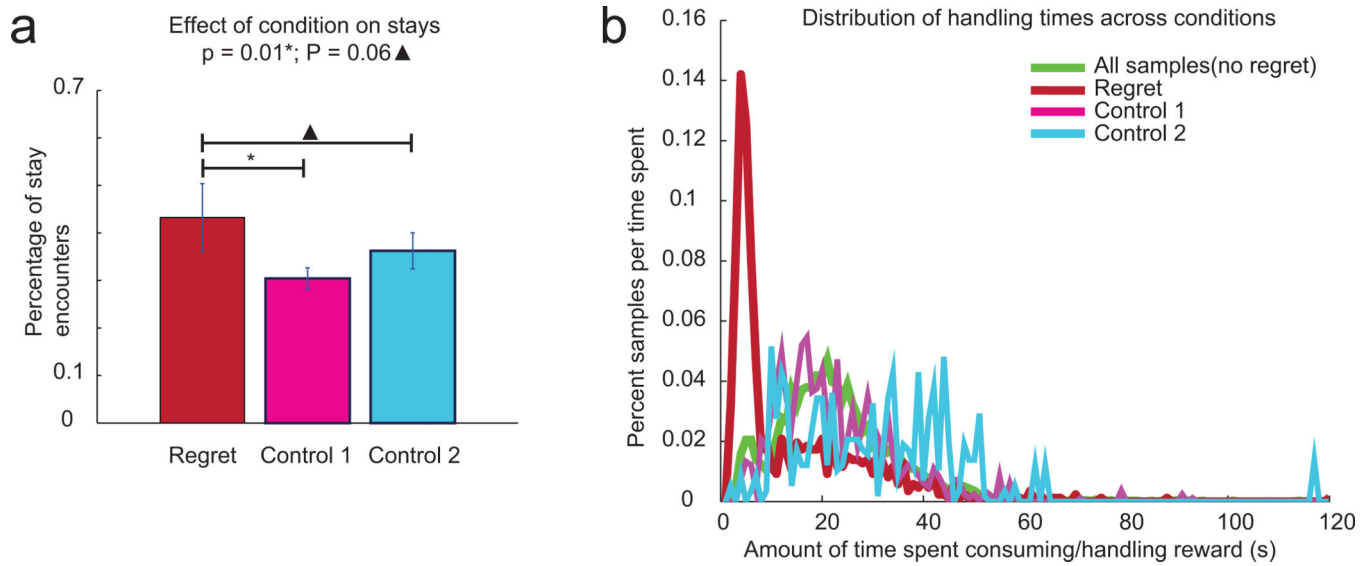 a
Effect of condition on stays
p = 0.01*; P = 0.06▲
0.7
0.1
0
Percentage of stay
encounters
▲
*
Regret
Control 1
Control 2
b
Distribution of handling times across conditions
All samples(no regret)
Regret
Control 1
Control 2
0.16
0.14
0.12
0.1
0.08
0.06
0.04
0.02
0
Percent samples per time spent
0 20 40 60 80 100 120
Amount of time spent consuming/handling reward (s)